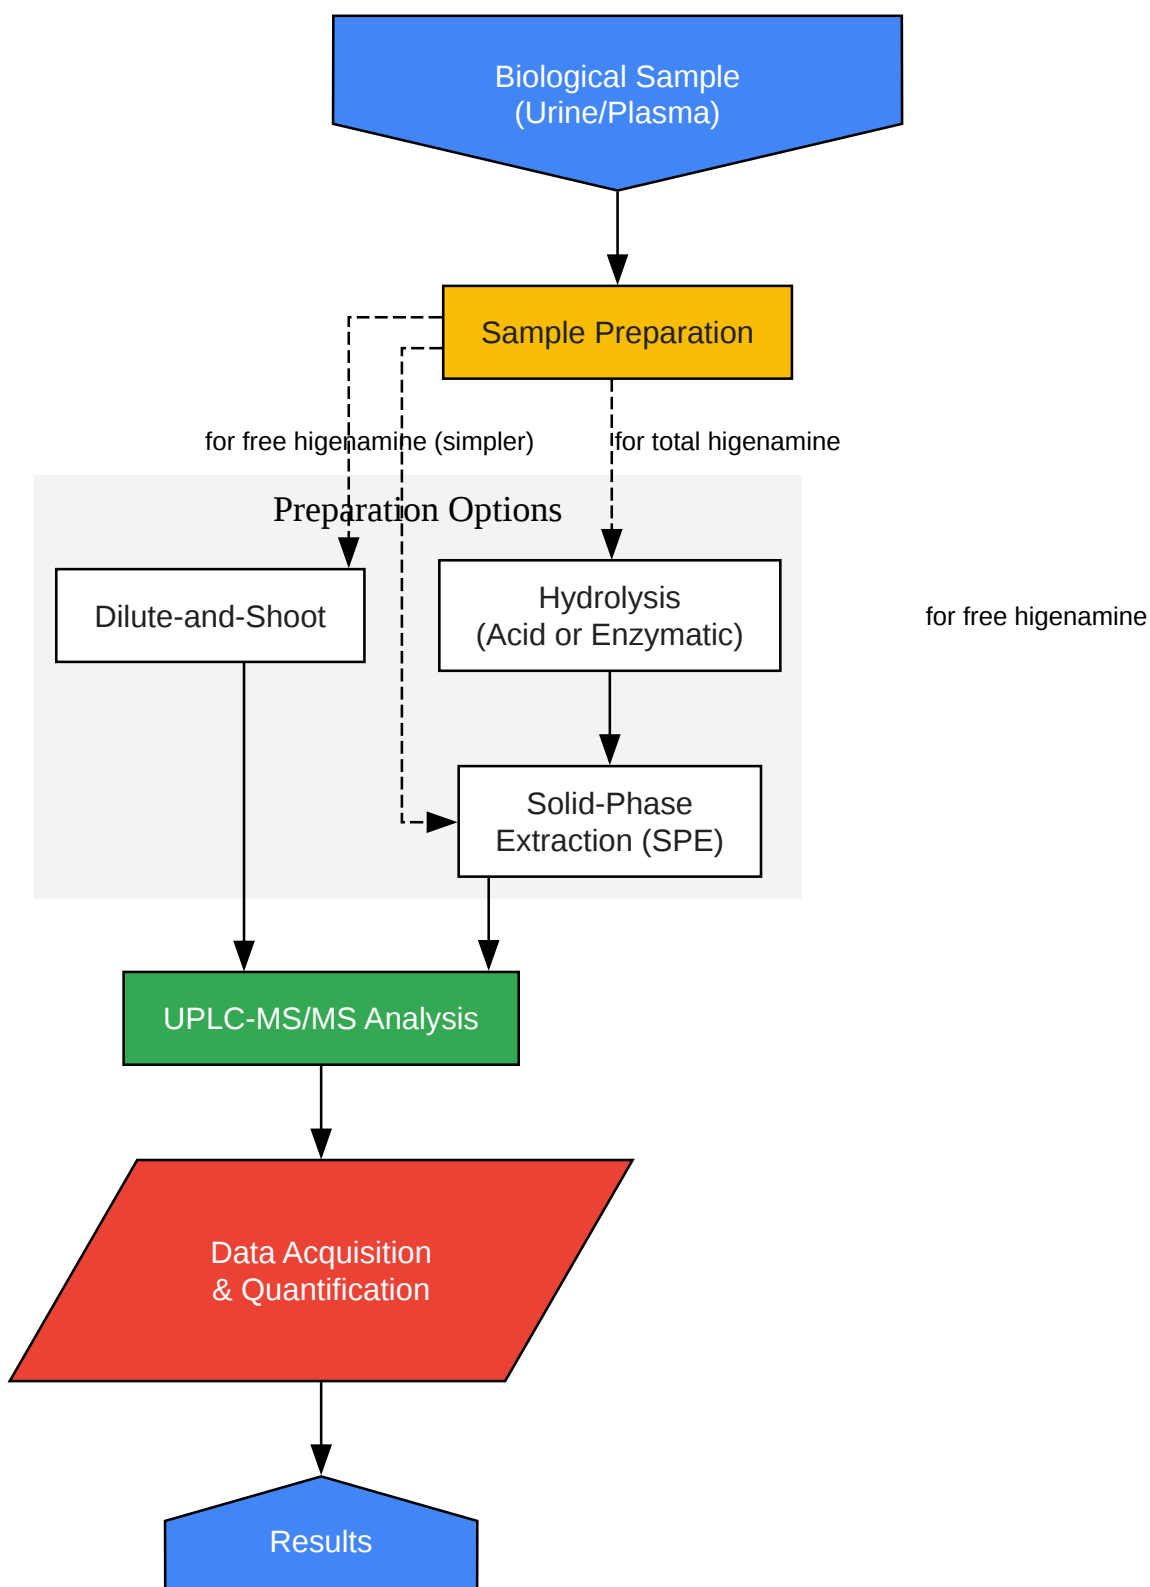 Biological Sample
(Urine/Plasma)
Sample Preparation
for free higenamine (simpler)
for total higenamine
Preparation Options
Dilute-and-Shoot
Hydrolysis
(Acid or Enzymatic)
for free higenamine
Solid-Phase
Extraction (SPE)
UPLC-MS/MS Analysis
Data Acquisition
& Quantification
Results